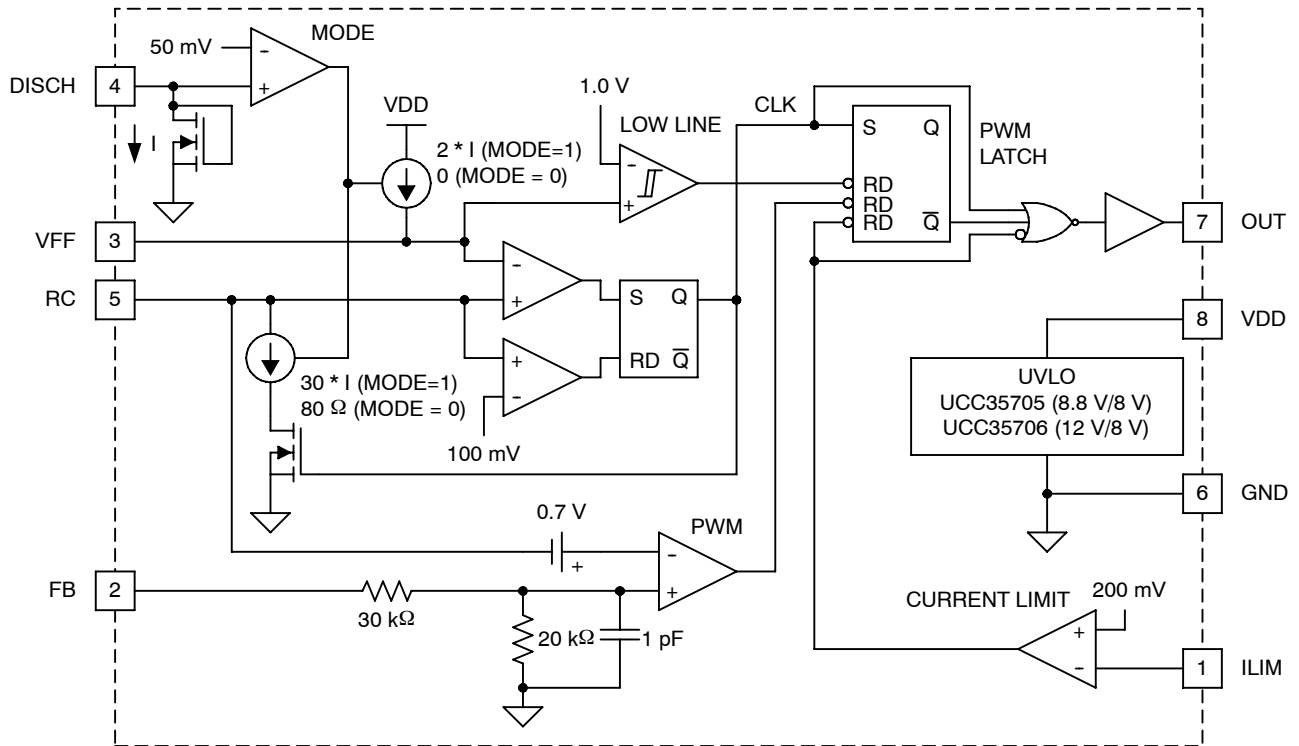 MODE
50 mV
-
+
DISCH
4
I
VDD
2 * I (MODE=1)
0 (MODE = 0)
1.0 V
LOW LINE
-
+
CLK
S
Q
RD
RD
RD
Q
PWM
LATCH
7
OUT
VFF
3
RC
5
-
+
+
-
S
Q
RD
Q
30 * I (MODE=1)
80 Ω (MODE = 0)
100 mV
8
VDD
UVLO
UCC35705 (8.8 V/8 V)
UCC35706 (12 V/8 V)
6
GND
0.7 V
+
PWM
-
+
FB
2
30 kΩ
20 kΩ
1 pF
CURRENT LIMIT
200 mV
+
-
1
ILIM